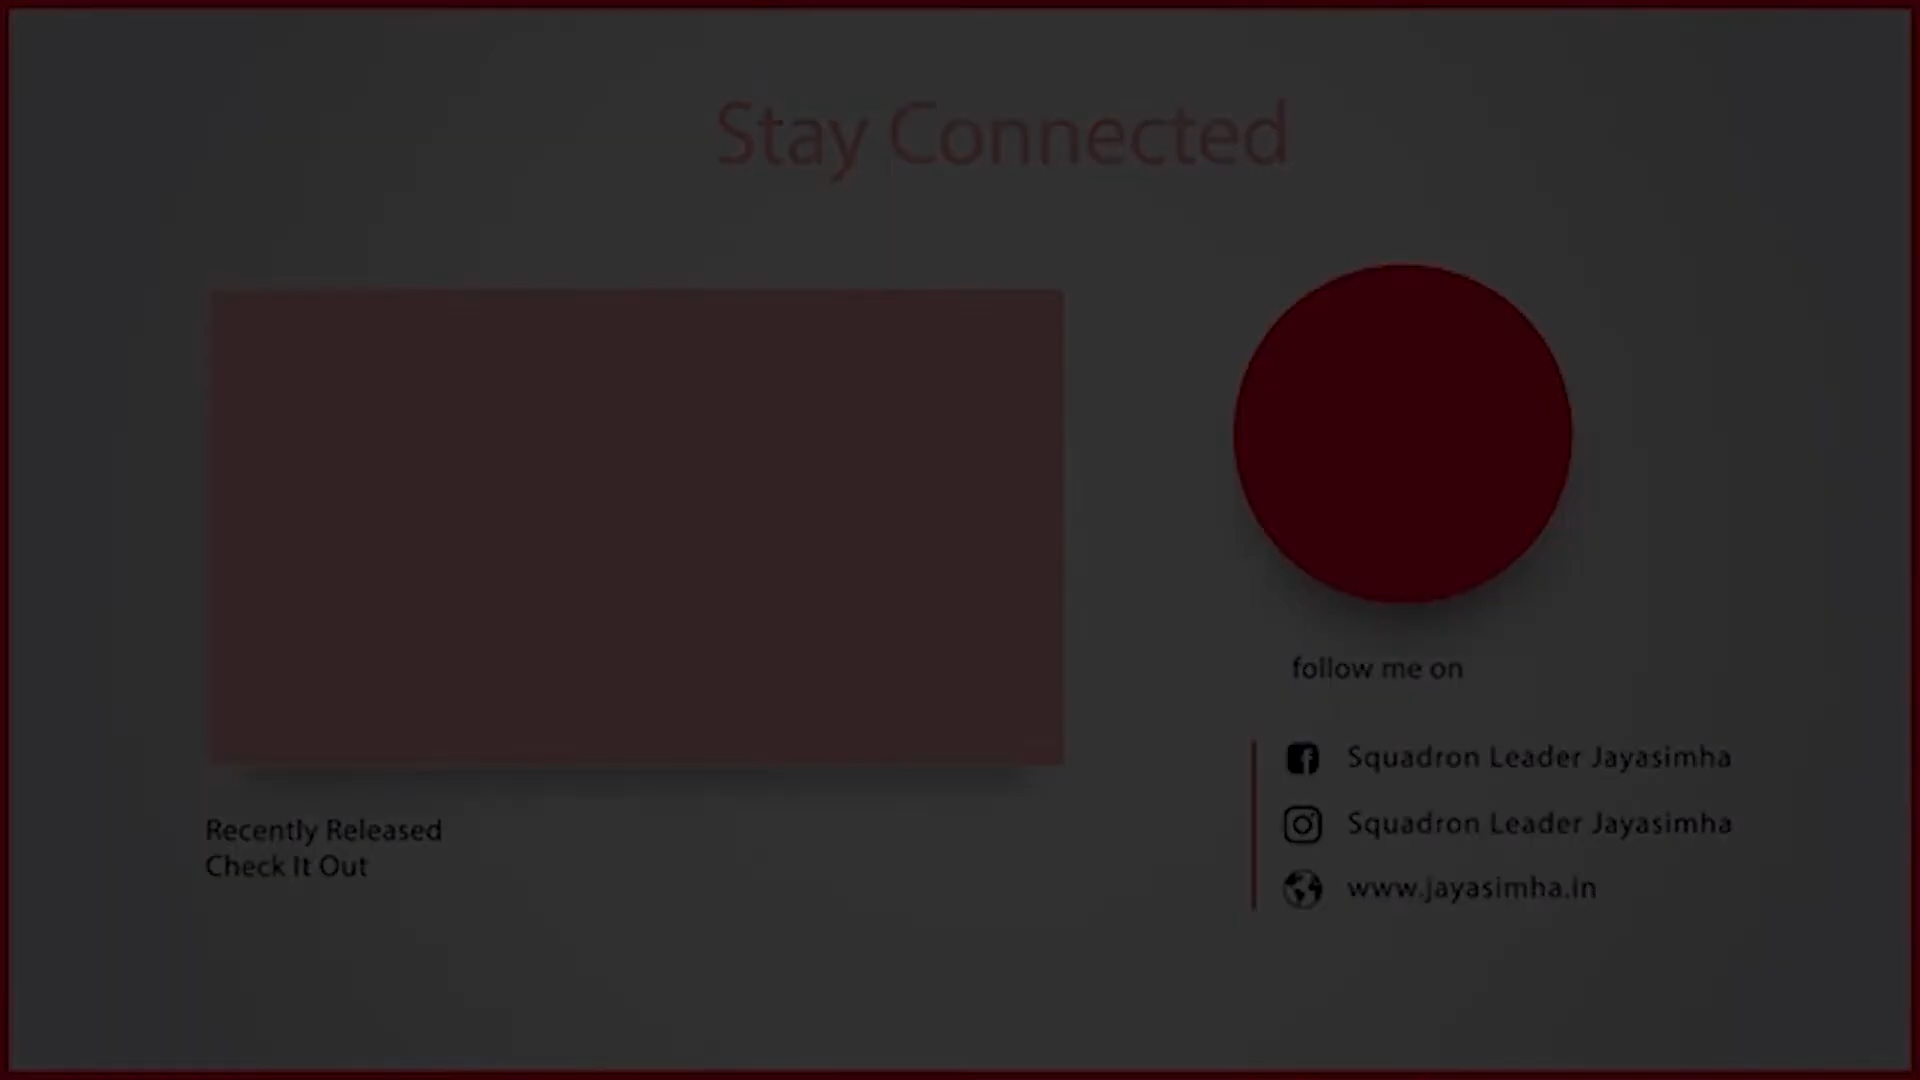 Stay Connected
Recently Released
Check It Out
follow me on
Squadron Leader Jayasimha
Squadron Leader Jayasimha
www.jayasimha.in